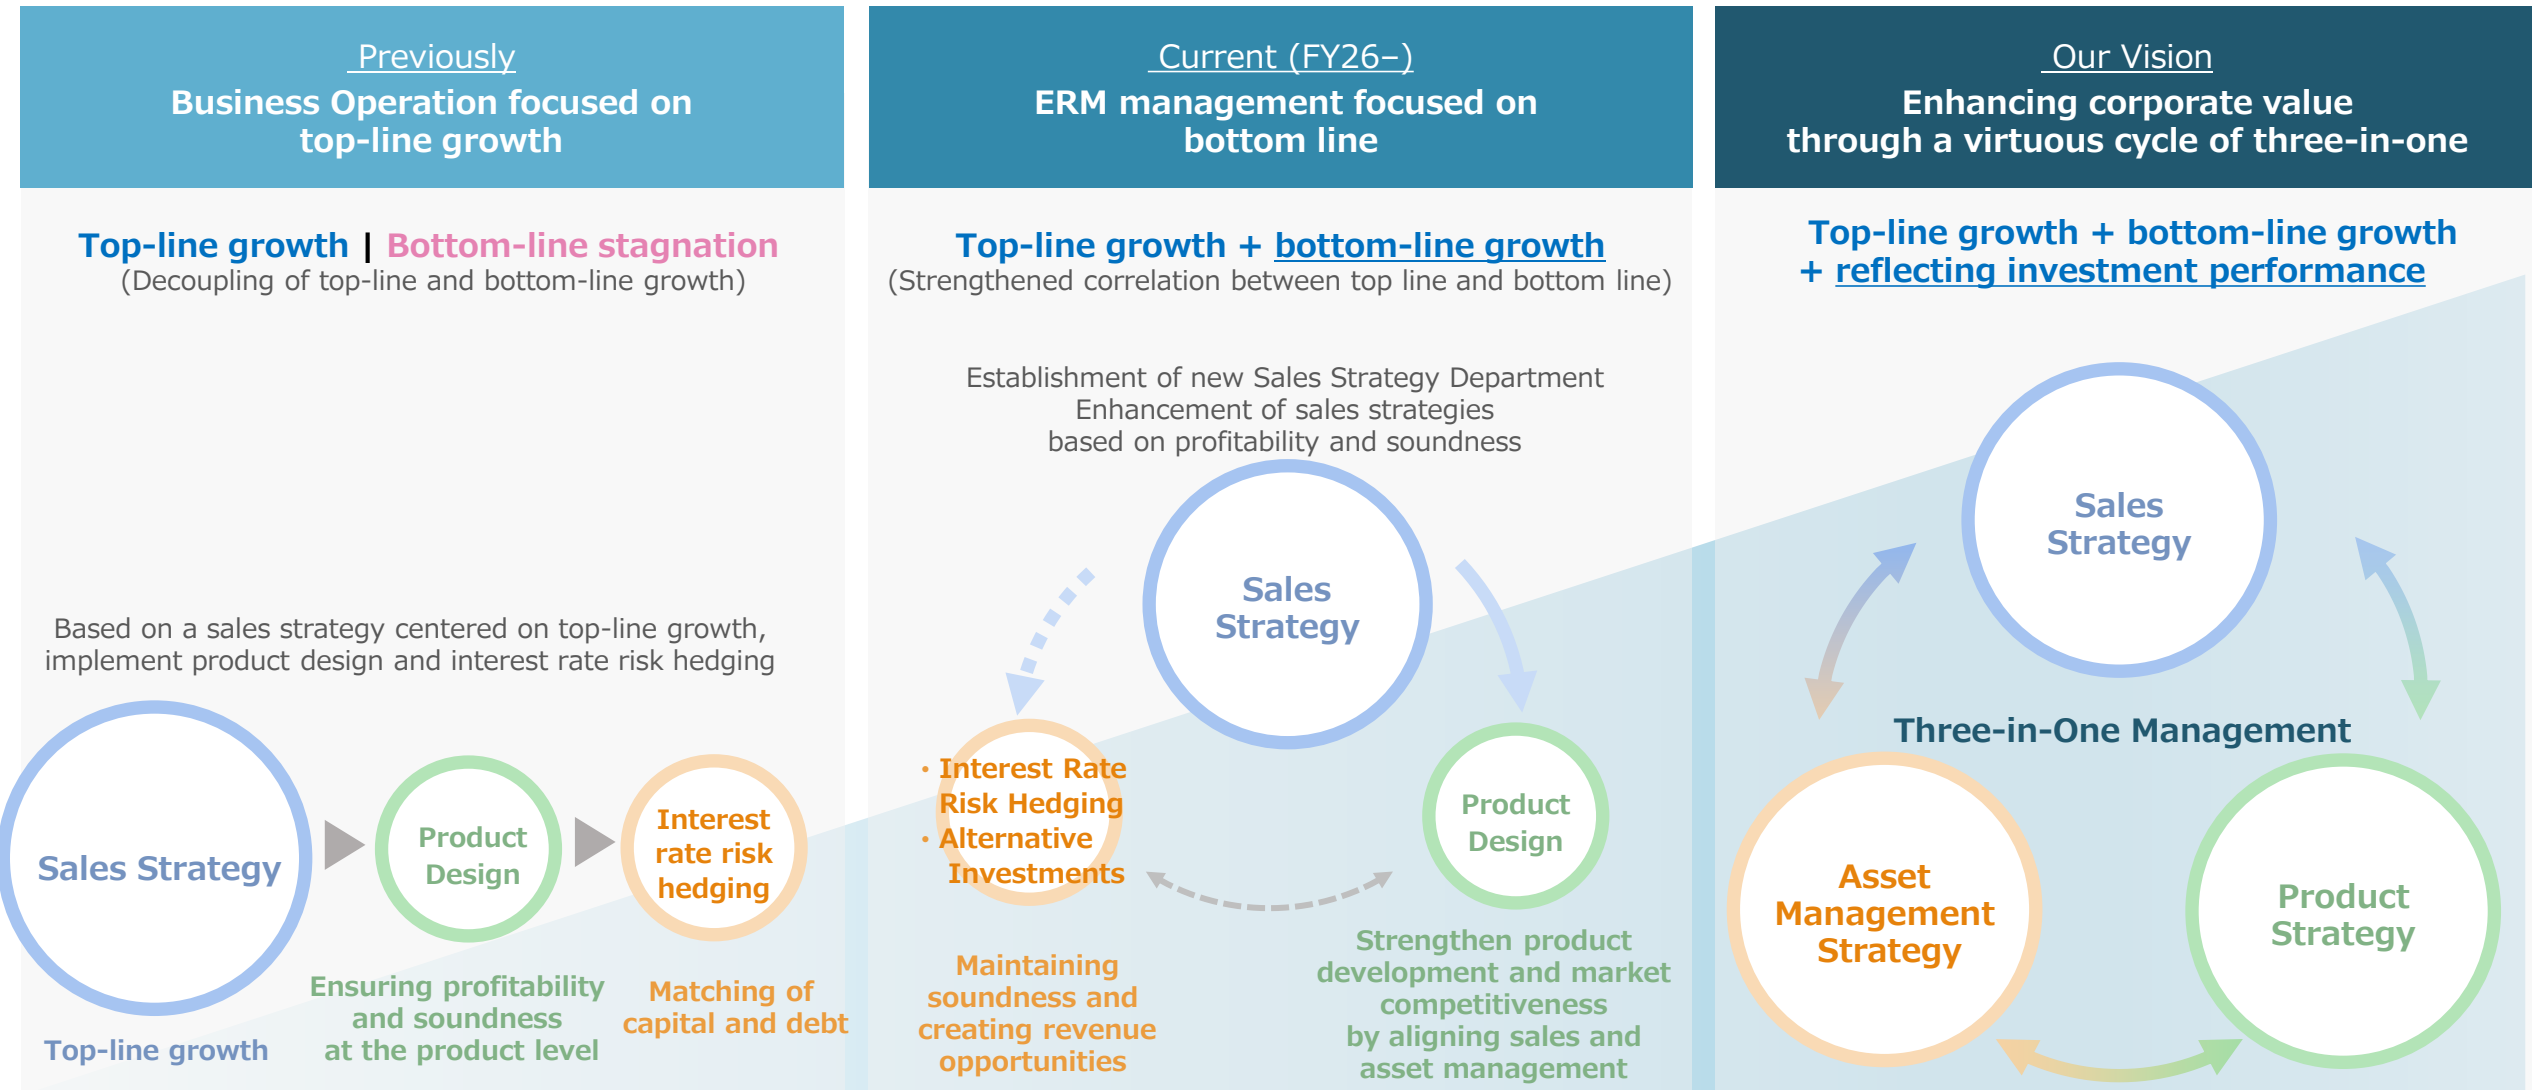 Previously
Business Operation focused on
top-line growth
Top-line growth | Bottom-line stagnation
(Decoupling of top-line and bottom-line growth)
Based on a sales strategy centered on top-line growth,
implement product design and interest rate risk hedging
Sales Strategy
Top-line growth
Product
Design
Ensuring profitability
and soundness
at the product level
Interest
rate risk
hedging
Matching of
capital and debt
Current (FY26–)
ERM management focused on
bottom line
Top-line growth + bottom-line growth
(Strengthened correlation between top line and bottom line)
Establishment of new Sales Strategy Department
Enhancement of sales strategies
based on profitability and soundness
Sales
Strategy
・Interest Rate
Risk Hedging
・Alternative
Investments
Maintaining
soundness and
creating revenue
opportunities
Product
Design
Strengthen product
development and market
competitiveness
by aligning sales and
asset management
Our Vision
Enhancing corporate value
through a virtuous cycle of three-in-one
Top-line growth + bottom-line growth
+ reflecting investment performance
Sales
Strategy
Three-in-One Management
Asset
Management
Strategy
Product
Strategy